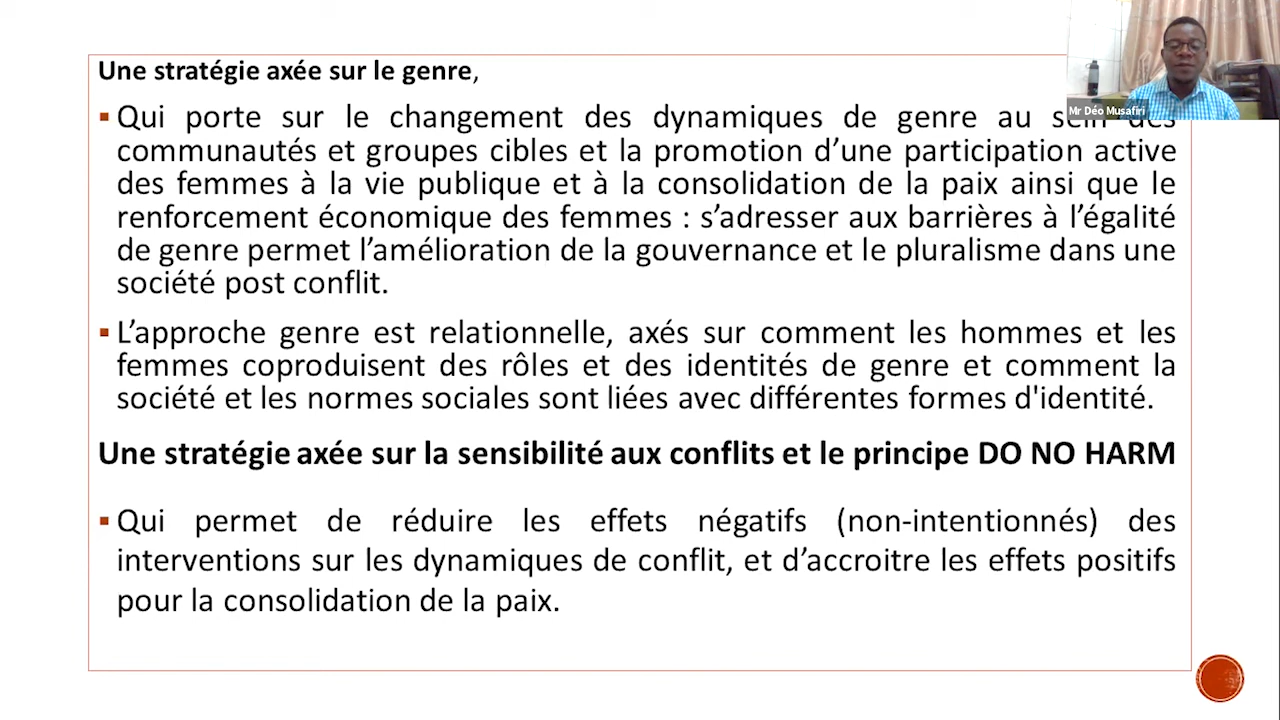 Une stratégie axée sur le genre,
▪ Qui porte sur le changement des dynamiques de genre au sein des
communautés et groupes cibles et la promotion d’une participation active
des femmes à la vie publique et à la consolidation de la paix ainsi que le
renforcement économique des femmes : s’adresser aux barrières à l’égalité
de genre permet l’amélioration de la gouvernance et le pluralisme dans une
société post conflit.
▪ L’approche genre est relationnelle, axés sur comment les hommes et les
femmes coproduisent des rôles et des identités de genre et comment la
société et les normes sociales sont liées avec différentes formes d'identité.
Une stratégie axée sur la sensibilité aux conflits et le principe DO NO HARM
▪ Qui permet de réduire les effets négatifs (non-intentionnés) des
interventions sur les dynamiques de conflit, et d’accroitre les effets positifs
pour la consolidation de la paix.
Mr Déo Musafiri